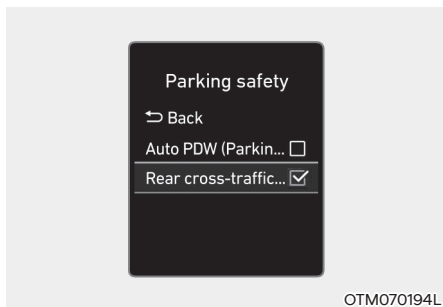 Parking safety
Back
Auto PDW (Parkin...
Rear cross-traffic...
OTM070194L